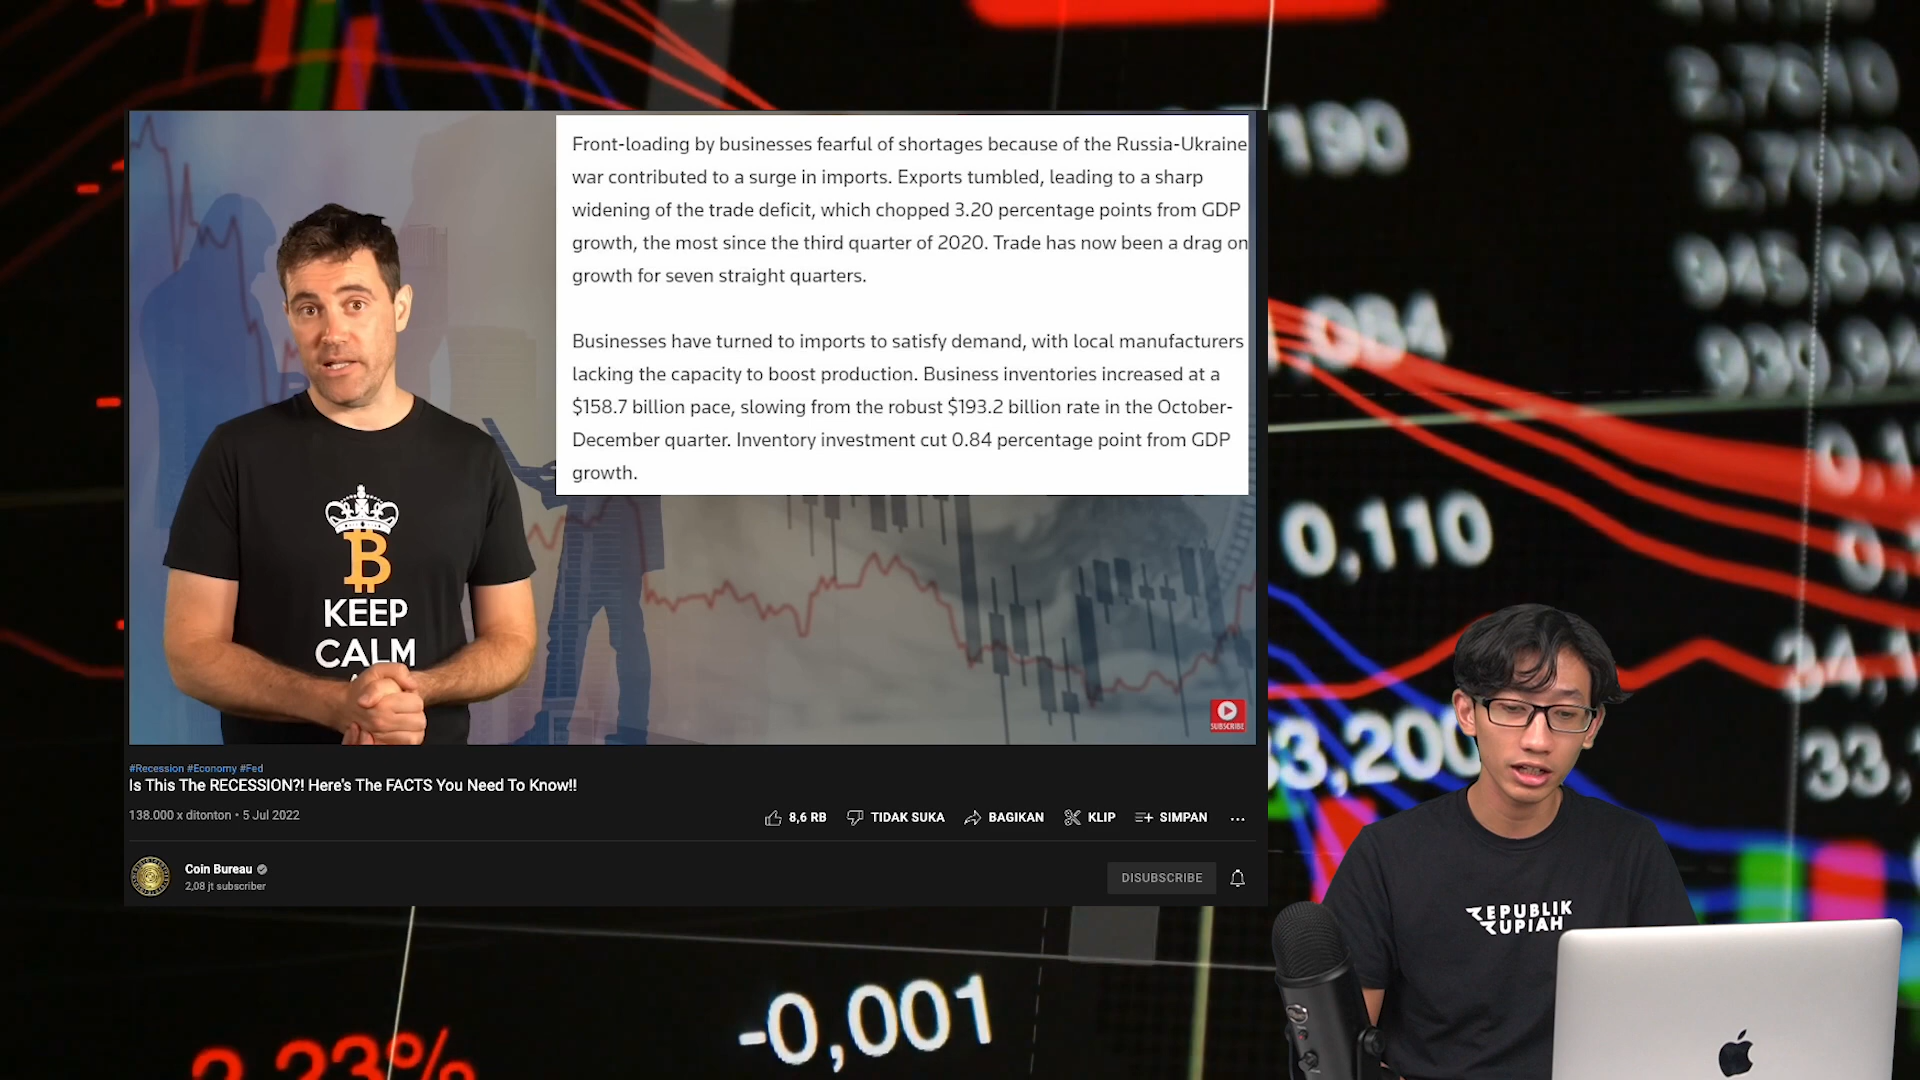 Front-loading by businesses fearful of shortages because of the Russia-Ukraine
war contributed to a surge in imports. Exports tumbled, leading to a sharp
widening of the trade deficit, which chopped 3.20 percentage points from GDP
growth, the most since the third quarter of 2020. Trade has now been a drag on
growth for seven straight quarters.
Businesses have turned to imports to satisfy demand, with local manufacturers
lacking the capacity to boost production. Business inventories increased at a
$158.7 billion pace, slowing from the robust $193.2 billion rate in the October-
December quarter. Inventory investment cut 0.84 percentage point from GDP
growth.
KEEP
CALM
SUBSCRIBE
#Recession #Economy #Fed
Is This The RECESSION?! Here's The FACTS You Need To Know!!
138.000 x ditonton • 5 Jul 2022
8,6 RB TIDAK SUKA BAGIKAN KLIP SIMPAN ...
Coin Bureau
2,08 jt subscriber
DISUBSCRIBE
190
0,110
3,200
-0,001
REPUBLIK
RUPIAH